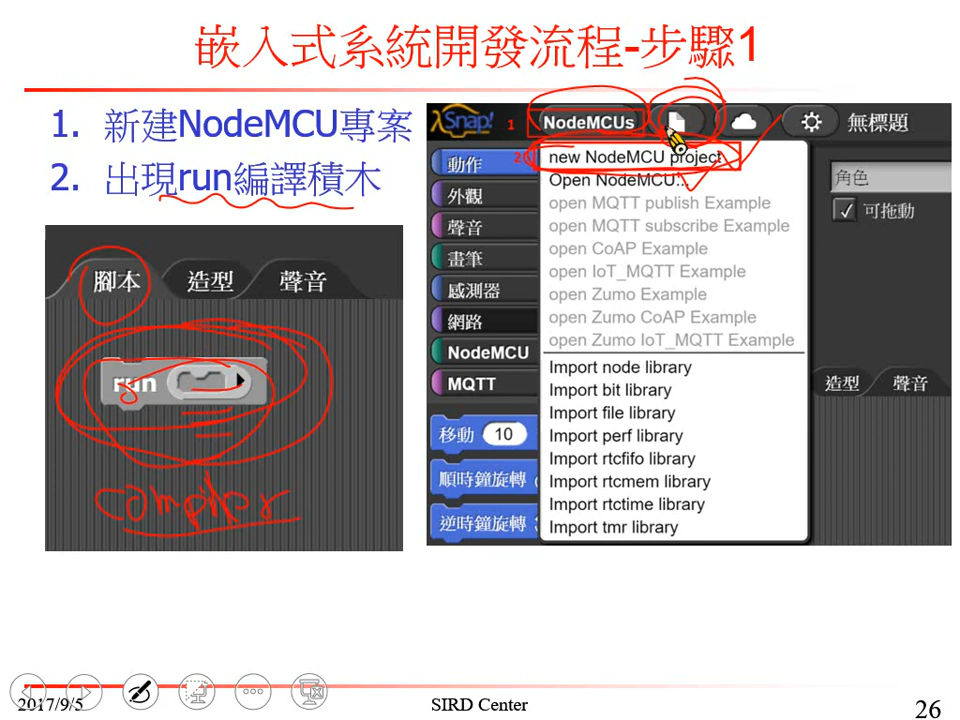 嵌入式系統開發流程-步驟1
1. 新建NodeMCU專案
2. 出現run編譯積木
腳本 造型 聲音
run
compiler
λSnap! 1 NodeMCUs 無標題
動作 2 new NodeMCU project 角色
外觀 Open NodeMCU... 可拖動
聲音 open MQTT publish Example
畫筆 open MQTT subscribe Example
感測器 open CoAP Example
網路 open IoT_MQTT Example
NodeMCU open Zumo Example
MQTT open Zumo CoAP Example
open Zumo IoT_MQTT Example
Import node library
Import bit library 造型 聲音
Import file library
移動 10 Import perf library
Import rtcfifo library
順時鐘旋轉 Import rtcmem library
Import rtctime library
逆時鐘旋轉 Import tmr library
2017/9/5 SIRD Center 26